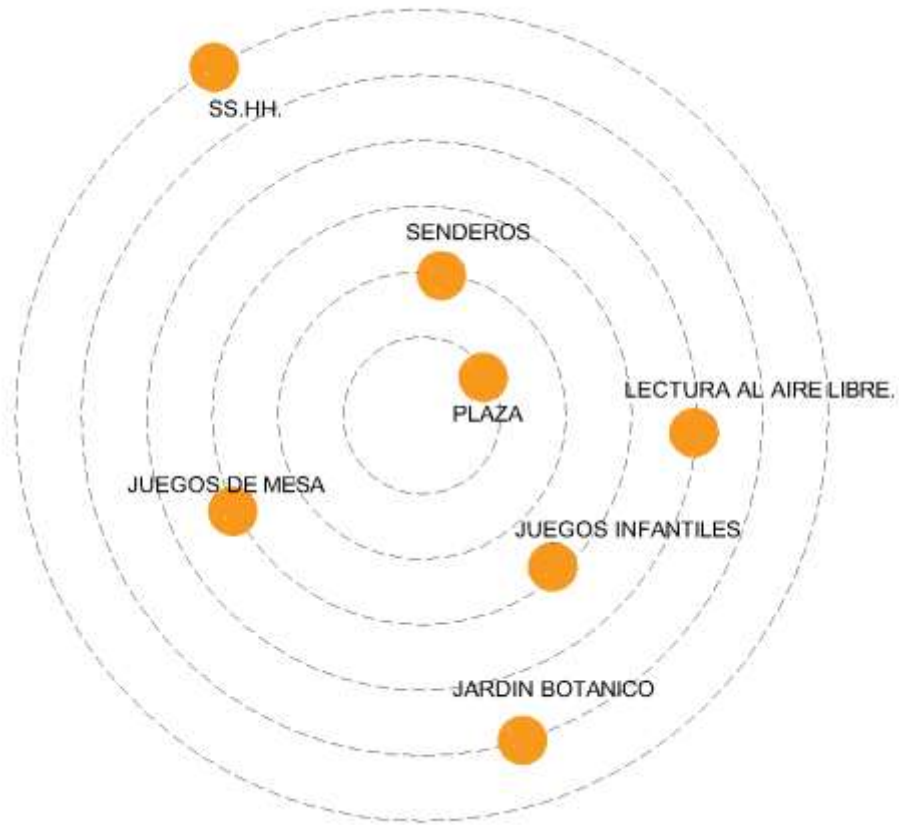 SS.HH.
SENDEROS
LECTURA AL AIRE LIBRE.
PLAZA
JUEGOS DE MESA
JUEGOS INFANTILES
JARDIN BOTANICO